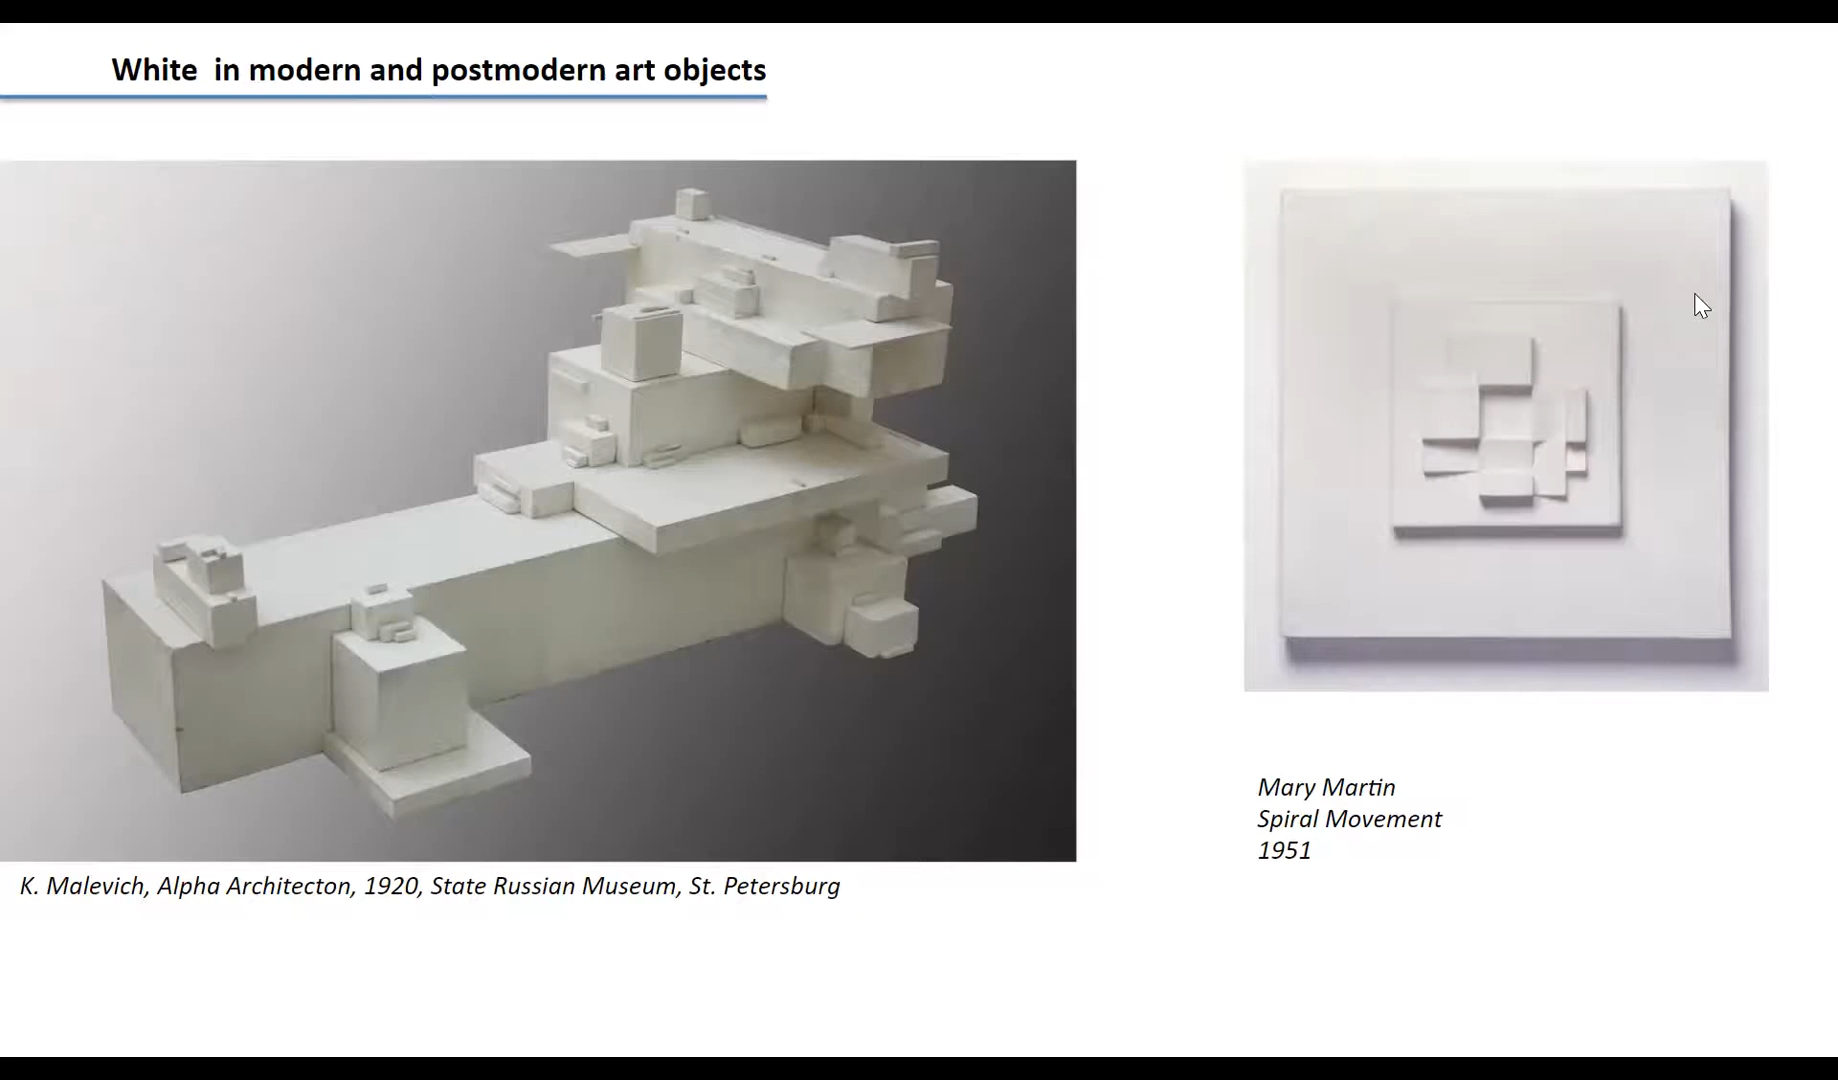 White  in modern and postmodern art objects
K. Malevich, Alpha Architecton, 1920, State Russian Museum, St. Petersburg
Mary Martin
Spiral Movement
1951